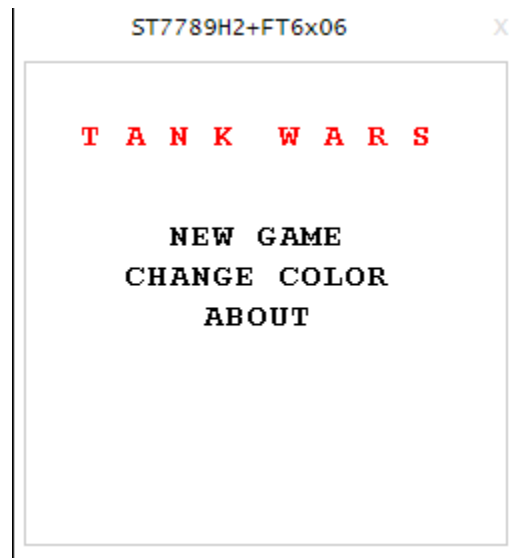 ST7789H2+FT6x06 X
T A N K W A R S
NEW GAME
CHANGE COLOR
ABOUT